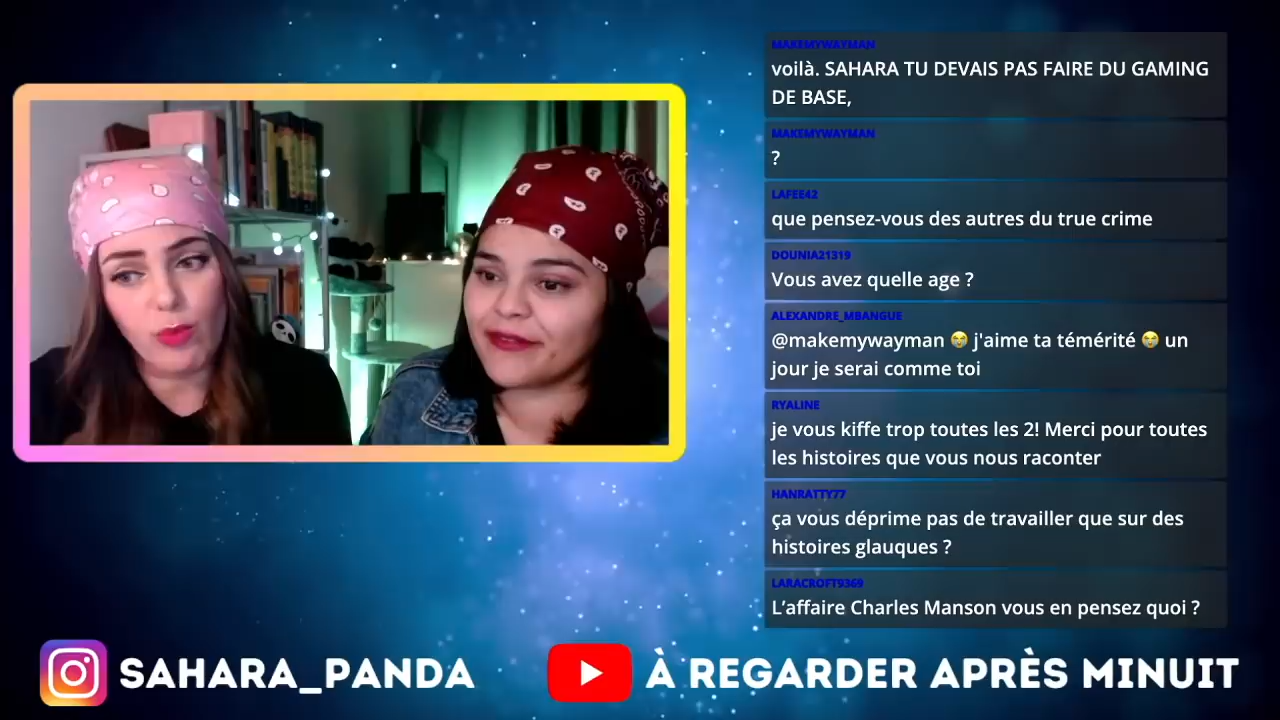 MAKEMYWAYMAN
voilà. SAHARA TU DEVAIS PAS FAIRE DU GAMING
DE BASE,
MAKEMYWAYMAN
?
LAFEE42
que pensez-vous des autres du true crime
DOUNIA21319
Vous avez quelle age ?
ALEXANDRE_MBANGUE
@makemywayman 😭 j'aime ta témérité 😭 un
jour je serai comme toi
RYALINE
je vous kiffe trop toutes les 2! Merci pour toutes
les histoires que vous nous raconter
HANRATTY77
ça vous déprime pas de travailler que sur des
histoires glauques ?
LARACROFT9369
L’affaire Charles Manson vous en pensez quoi ?
SAHARA_PANDA
À REGARDER APRÈS MINUIT